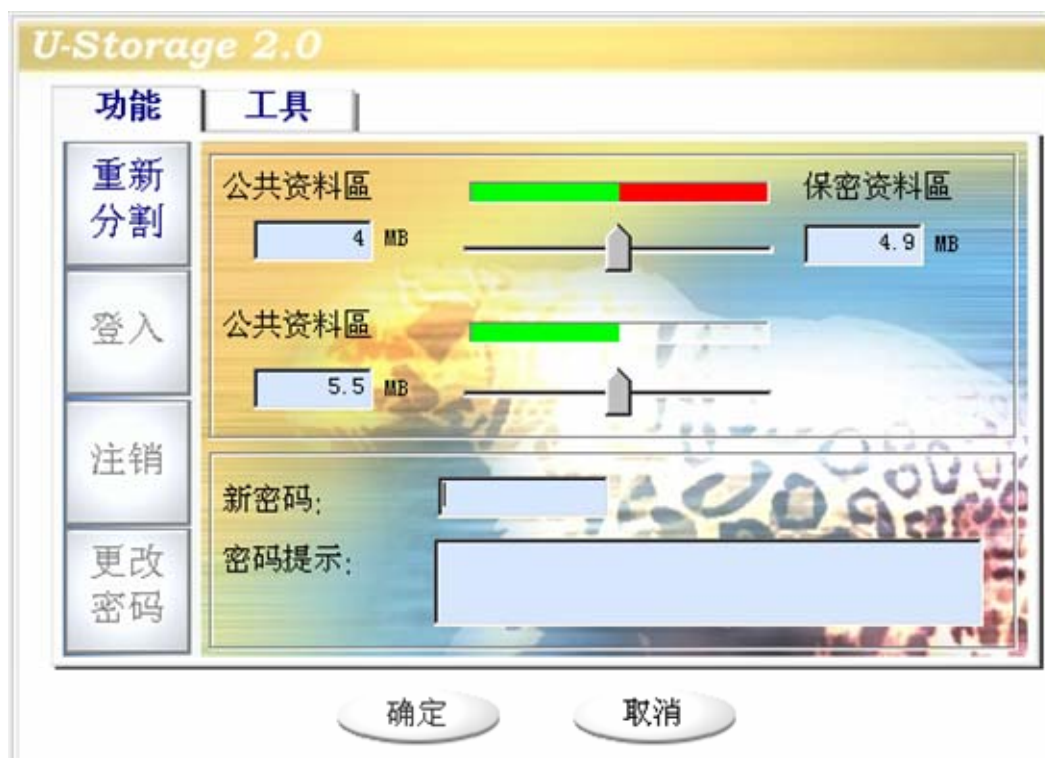 U-Storage 2.0
功能
工具
重新
分割
登入
注销
更改
密码
公共资料區
保密资料區
4 MB
4.9 MB
公共资料區
5.5 MB
新密码:
密码提示:
确定
取消